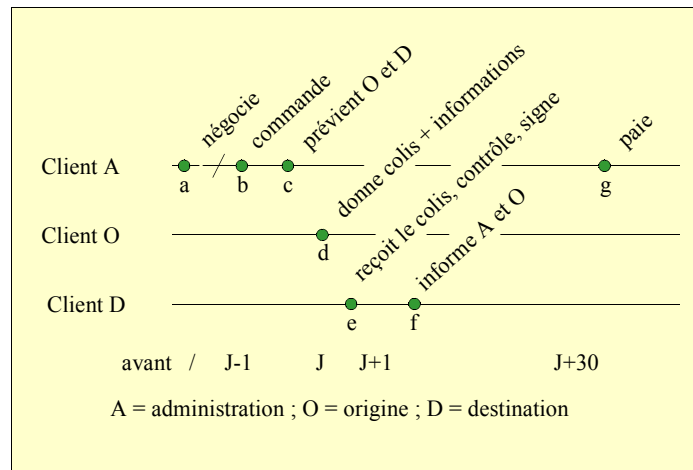 négocie
commande
prévient O et D
donne colis + informations
reçoit le colis, contrôle, signe
informe A et O
paie
Client A
a
b
c
g
Client O
d
Client D
e
f
avant / J-1 J J+1 J+30
A = administration ; O = origine ; D = destination